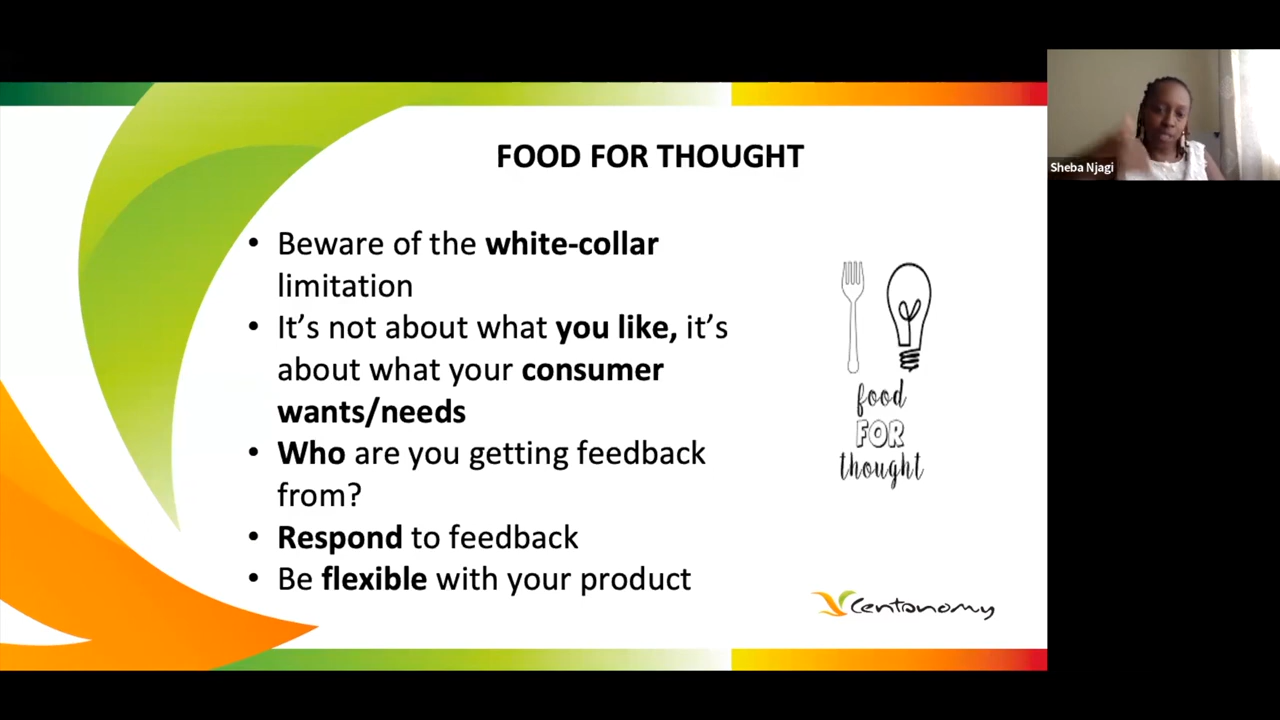 FOOD FOR THOUGHT
• Beware of the white-collar
limitation
• It’s not about what you like, it’s
about what your consumer
wants/needs
• Who are you getting feedback
from?
• Respond to feedback
• Be flexible with your product
food
FOR
thought
Centonomy
Sheba Njagi